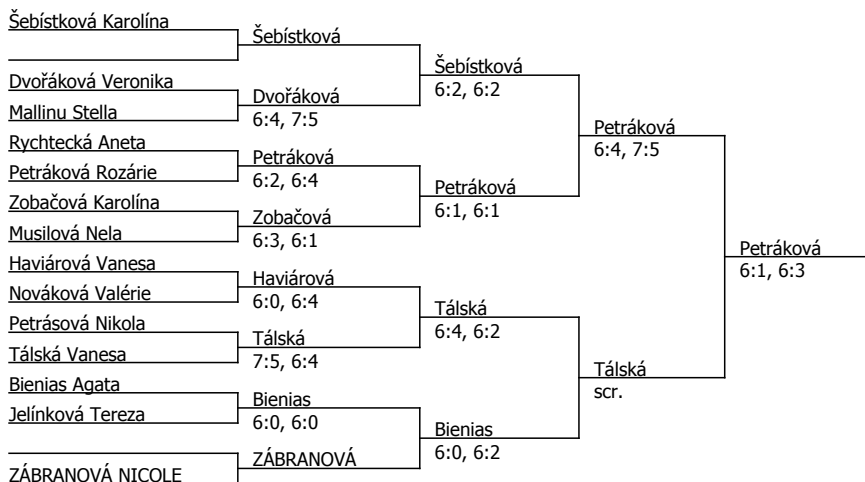 Šebístková Karolína
Dvořáková Veronika
Mallinu Stella
Rychtecká Aneta
Petráková Rozárie
Zobačová Karolína
Musilová Nela
Haviárová Vanesa
Nováková Valérie
Petrásová Nikola
Tálská Vanesa
Bienias Agata
Jelínková Tereza
ZÁBRANOVÁ NICOLE
Šebístková
Dvořáková
6:4, 7:5
Petráková
6:2, 6:4
Zobačová
6:3, 6:1
Haviárová
6:0, 6:4
Tálská
7:5, 6:4
Bienias
6:0, 6:0
ZÁBRANOVÁ
Šebístková
6:2, 6:2
Petráková
6:1, 6:1
Tálská
6:4, 6:2
Bienias
6:0, 6:2
Petráková
6:4, 7:5
Tálská
scr.
Petráková
6:1, 6:3